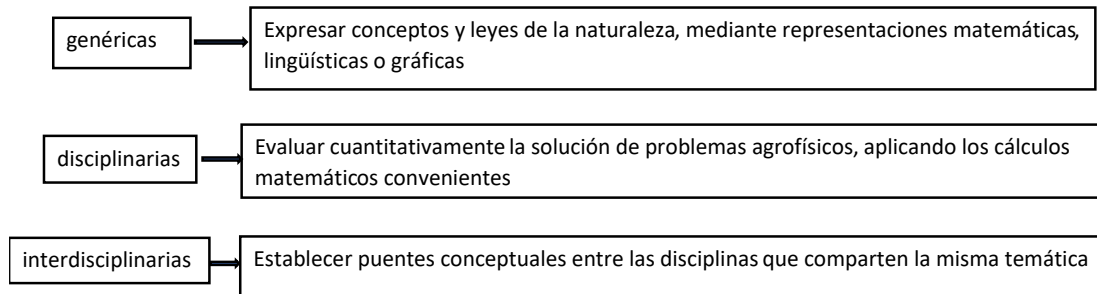 genéricas
Expresar conceptos y leyes de la naturaleza, mediante representaciones matemáticas,
lingüísticas o gráficas
disciplinarias
Evaluar cuantitativamente la solución de problemas agrofísicos, aplicando los cálculos
matemáticos convenientes
interdisciplinarias
Establecer puentes conceptuales entre las disciplinas que comparten la misma temática